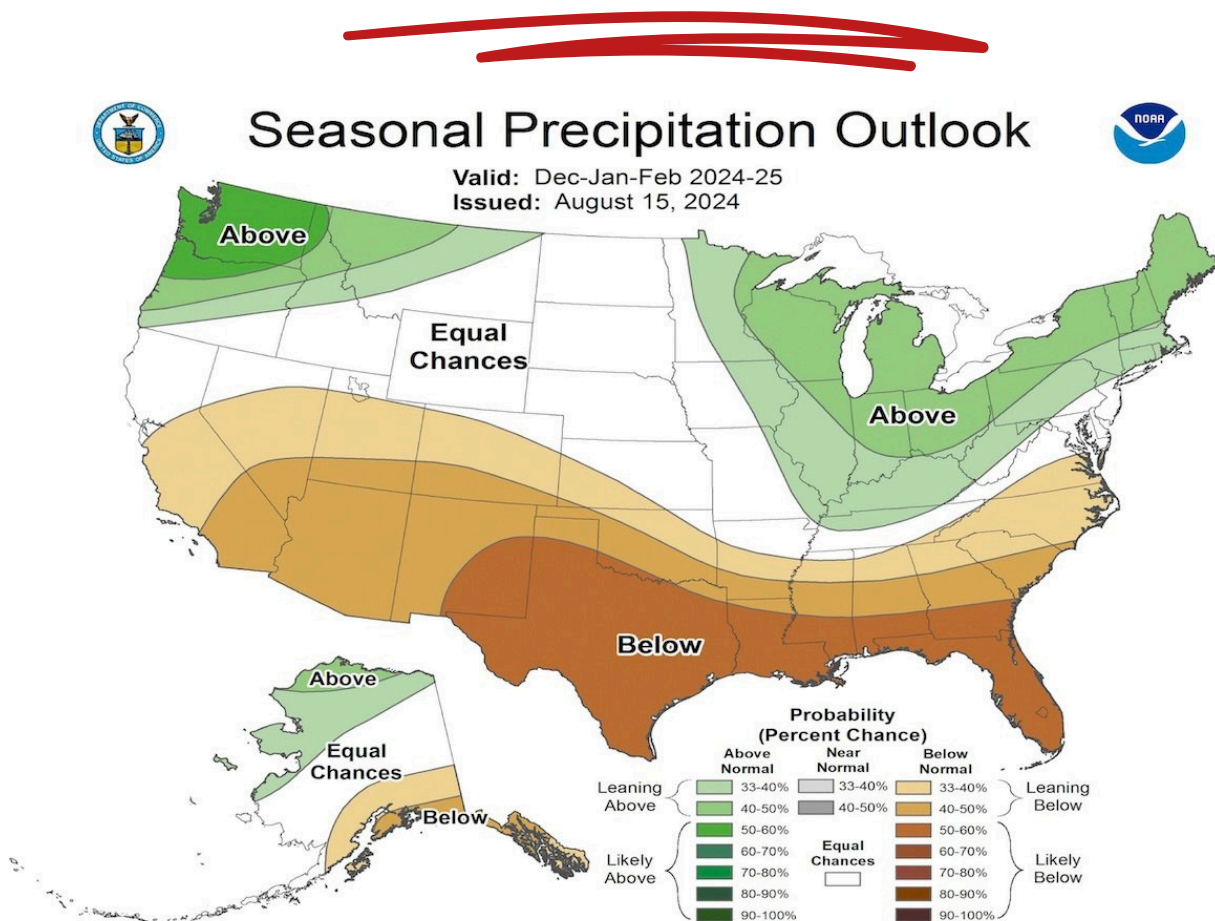 Seasonal Precipitation Outlook
NOAA
Valid: Dec-Jan-Feb 2024-25
Issued: August 15, 2024
Above
Equal
Chances
Above
Below
Above
Equal
Chances
Below
Probability
(Percent Chance)
Above
Normal
Near
Normal
Below
Normal
Leaning
Above
33-40% 33-40% 33-40%
40-50% 40-50% 40-50%
Leaning
Below
50-60% 50-60%
60-70% 60-70%
Likely
Above
Equal
Chances
Likely
Below
70-80% 70-80%
80-90% 80-90%
90-100% 90-100%